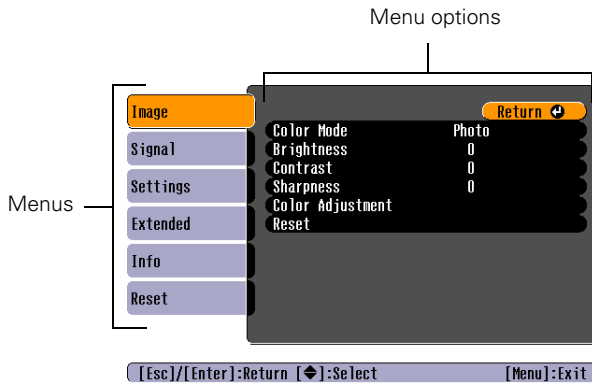 Menu options
Menus
Image
Signal
Settings
Extended
Info
Reset
Return
Color Mode Photo
Brightness 0
Contrast 0
Sharpness 0
Color Adjustment
Reset
[Esc]/[Enter]:Return [◆]:Select [Menu]:Exit